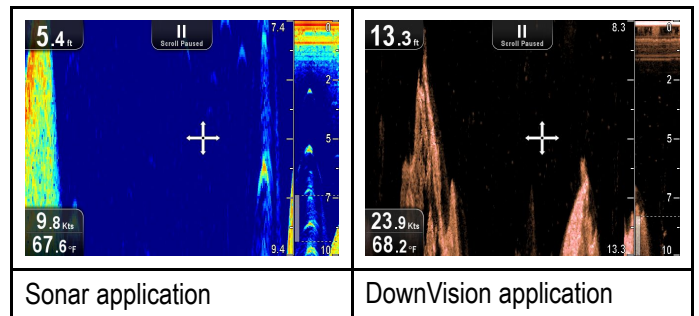 5.4 ft
II
Scroll Paused
7.4
0
2
5
7
9.8 Kts
67.6 °F
9.4
10
13.3 ft
II
Scroll Paused
8.3
0
2
5
7
23.9 Kts
68.2 °F
13.3
10
Sonar application
DownVision application